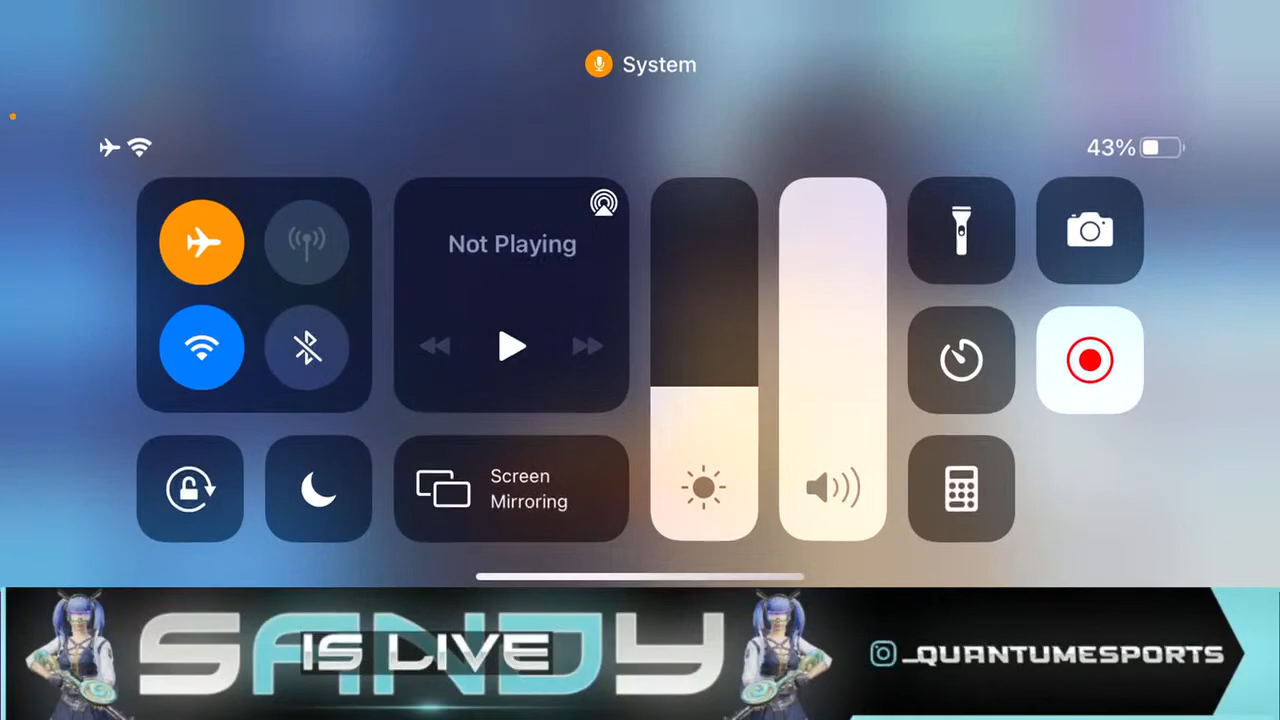 System
43%
Not Playing
Screen
Mirroring
SANDY
IS LIVE
_QUANTUMESPORTS